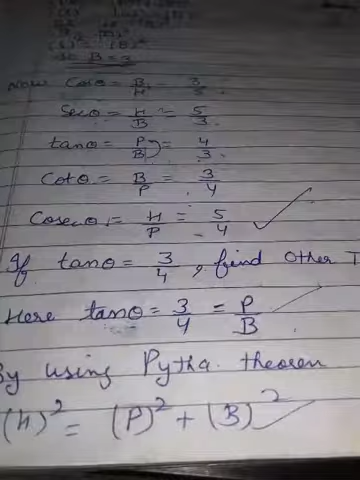 B = 3
Now Cosθ = B/H = 3/5.
Secθ = H/B = 5/3.
tanθ = P/B = 4/3.
Cotθ = B/P = 3/4
Cosecθ = H/P = 5/4
If tanθ = 3/4, find Other T
Here tanθ = 3/4 = P/B
By using Pytha. theorem
(H)² = (P)² + (B)²